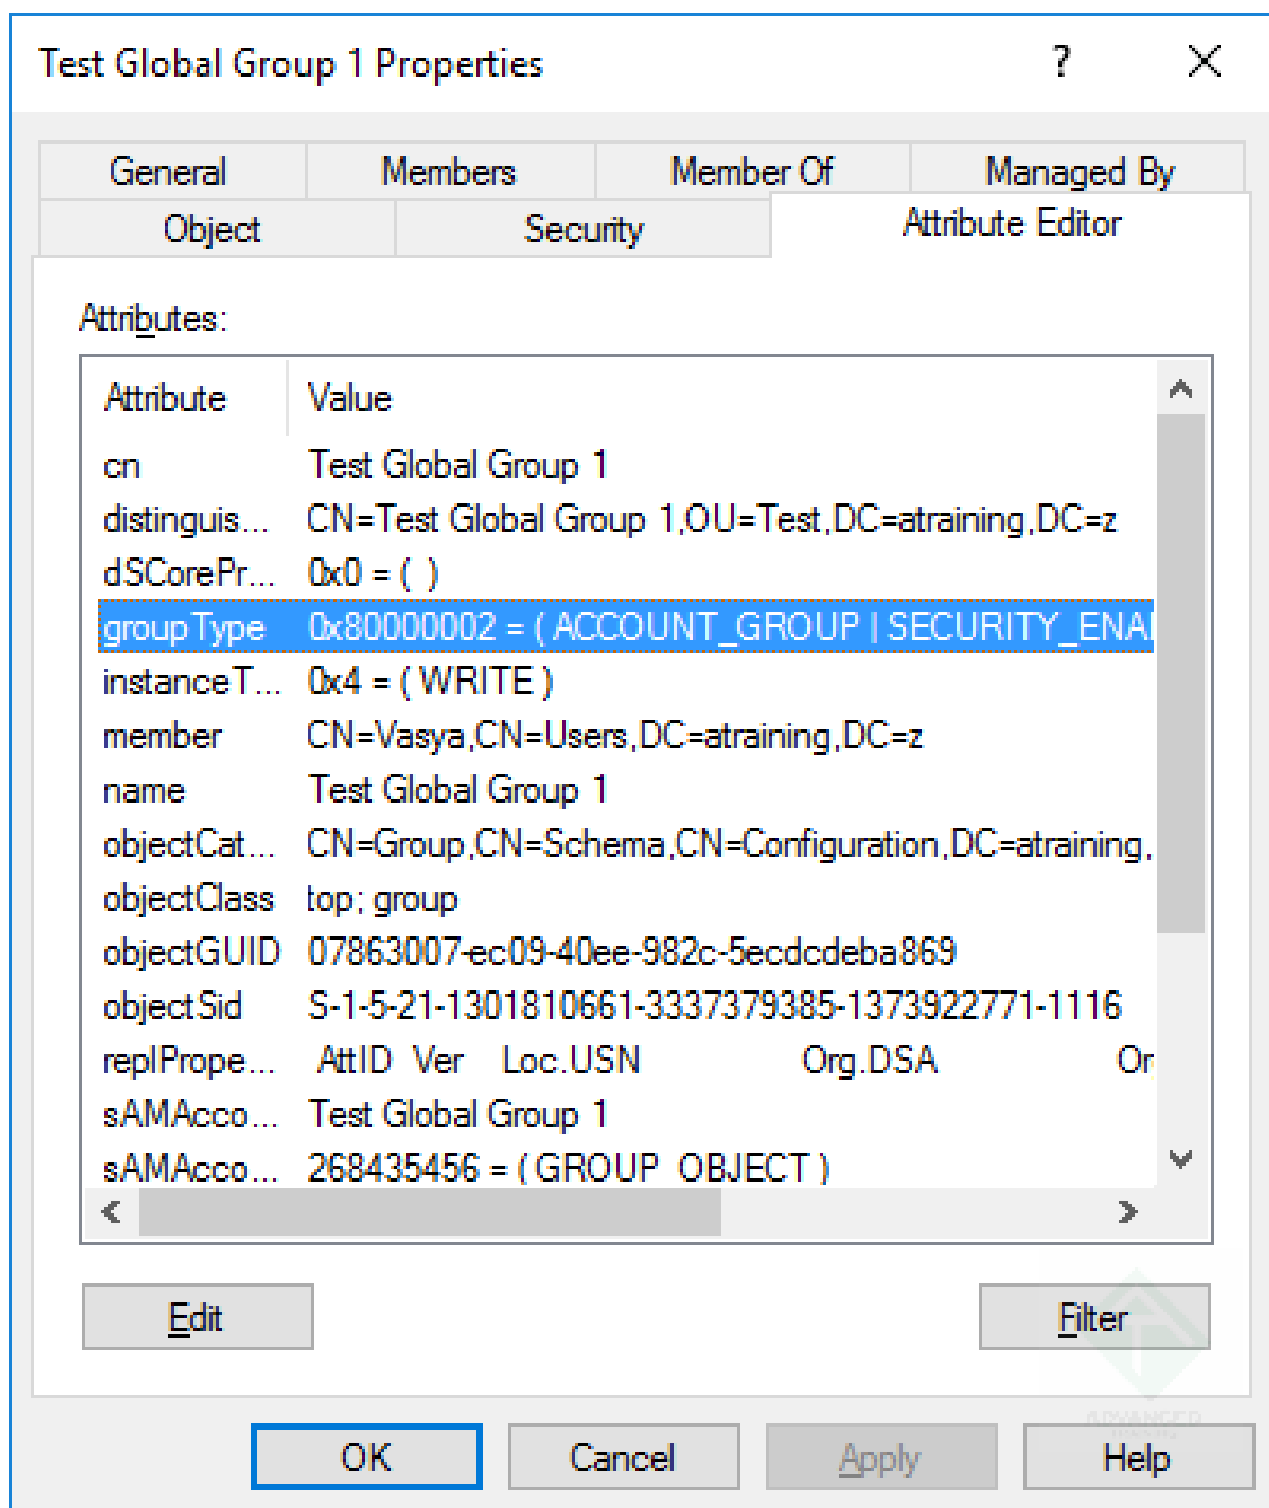 Test Global Group 1 Properties ?
General Members Member Of Managed By
Object Security Attribute Editor
Attributes:
Attribute Value
cn Test Global Group 1
distinguis... CN=Test Global Group 1,OU=Test,DC=atraining,DC=z
dSCorePr... 0x0 = ( )
groupType 0x80000002 = ( ACCOUNT_GROUP | SECURITY_ENA
instanceT... 0x4 = ( WRITE )
member CN=Vasya,CN=Users,DC=atraining,DC=z
name Test Global Group 1
objectCat... CN=Group,CN=Schema,CN=Configuration,DC=atraining,
objectClass top; group
objectGUID 07863007-ec09-40ee-982c-5ecdcdeba869
objectSid S-1-5-21-1301810661-3337379385-1373922771-1116
replPrope... AttID Ver Loc.USN Org.DSA Or
sAMAcco... Test Global Group 1
sAMAcco... 268435456 = ( GROUP_OBJECT )
Edit Filter
ADVANCED
OK Cancel Apply Help